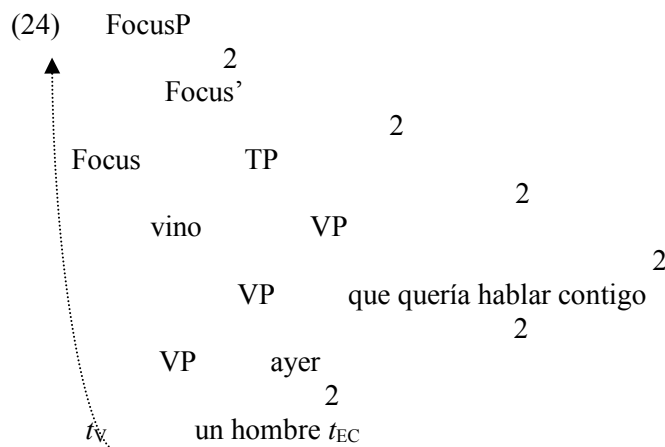 (24) FocusP
2
Focus’
2
Focus TP
2
vino VP
2
VP que quería hablar contigo
2
VP ayer
2
tV un hombre tEC